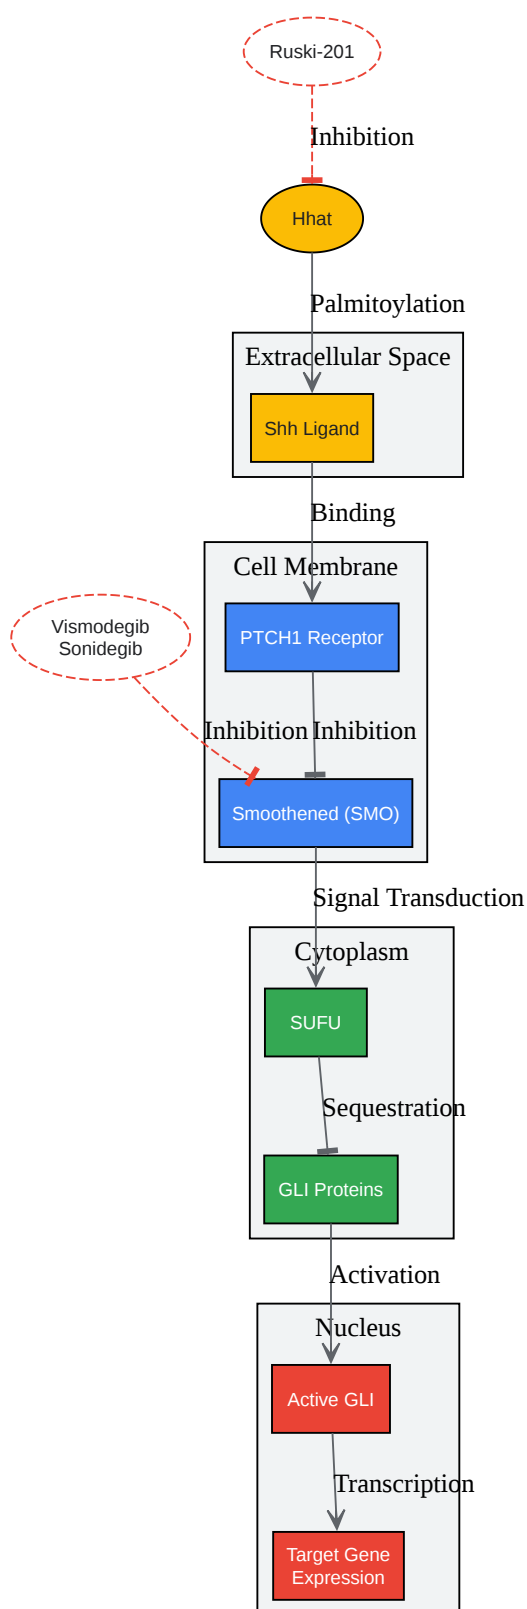 Ruski-201
Inhibition
Hhat
Palmitoylation
Extracellular Space
Shh Ligand
Binding
Cell Membrane
PTCH1 Receptor
Vismodegib
Sonidegib
Inhibition
Inhibition
Smoothened (SMO)
Signal Transduction
Cytoplasm
SUFU
Sequestration
GLI Proteins
Activation
Nucleus
Active GLI
Transcription
Target Gene
Expression